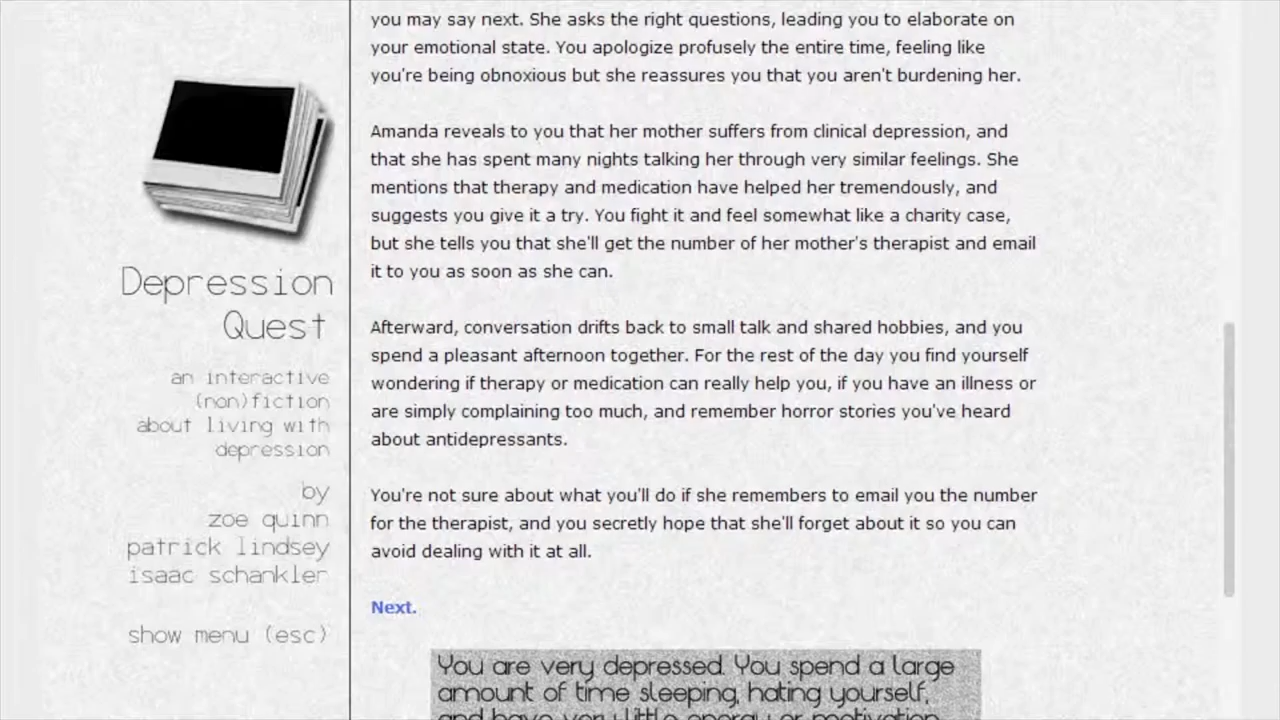 you may say next. She asks the right questions, leading you to elaborate on
your emotional state. You apologize profusely the entire time, feeling like
you're being obnoxious but she reassures you that you aren't burdening her.
Amanda reveals to you that her mother suffers from clinical depression, and
that she has spent many nights talking her through very similar feelings. She
mentions that therapy and medication have helped her tremendously, and
suggests you give it a try. You fight it and feel somewhat like a charity case,
but she tells you that she'll get the number of her mother's therapist and email
it to you as soon as she can.
Afterward, conversation drifts back to small talk and shared hobbies, and you
spend a pleasant afternoon together. For the rest of the day you find yourself
wondering if therapy or medication can really help you, if you have an illness or
are simply complaining too much, and remember horror stories you've heard
about antidepressants.
You're not sure about what you'll do if she remembers to email you the number
for the therapist, and you secretly hope that she'll forget about it so you can
avoid dealing with it at all.
Next.
You are very depressed. You spend a large
amount of time sleeping, hating yourself,
and have very little energy or motivation
Depression
Quest
an interactive
(non)fiction
about living with
depression
by
zoe quinn
patrick lindsey
isaac schankler
show menu (esc)